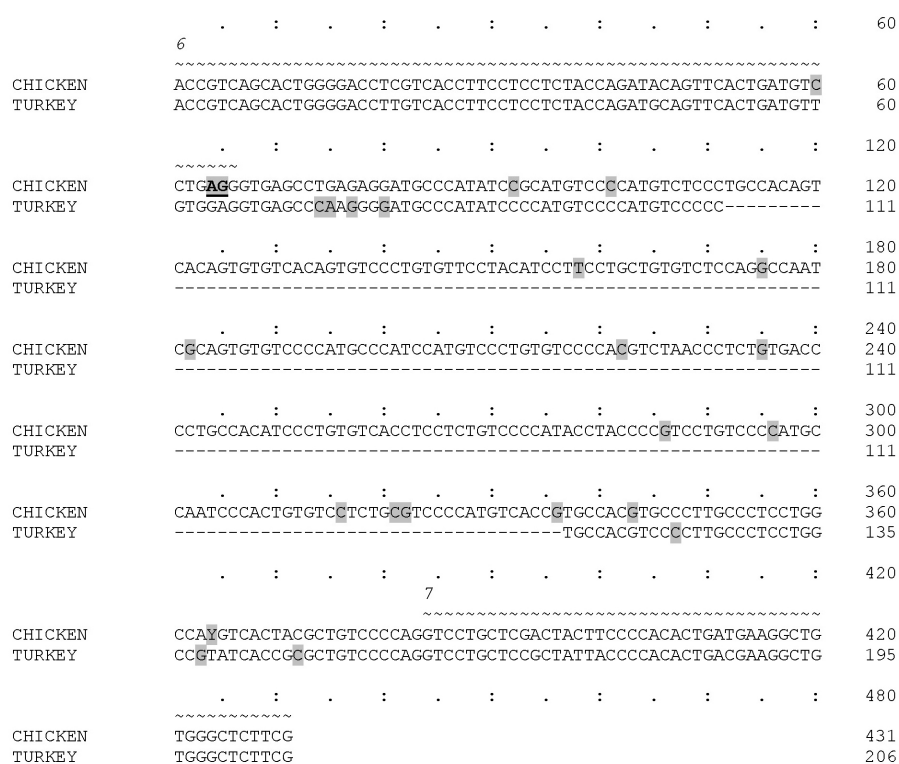 . : . : . : . : . : . : 60
6
~~~~~~~~~~~~~~~~~~~~~~~~~~~~~~~~~~~~~~~~~~~~~~~~~~~~~~~~~~~~
CHICKEN ACCGTCAGCACTGGGGACCTCGTCACCTTCCTCCTCTACCAGATACAGTTCACTGATGTC 60
TURKEY ACCGTCAGCACTGGGGACCTTGTCACCTTCCTCCTCTACCAGATGCAGTTCACTGATGTT 60
. : . : . : . : . : . : 120
~~~~~~
CHICKEN CTGAGGGTGAGCCTGAGAGGATGCCCATATCCGCATGTCCCCATGTCTCCCTGCCACAGT 120
TURKEY GTGGAGGTGAGCCCAAGGGGATGCCCATATCCCCATGTCCCCATGTCCCCC--------- 111
. : . : . : . : . : . : 180
CHICKEN CACAGTGTGTCACAGTGTCCCTGTGTTCCTACATCCTTCCTGCTGTGTCTCCAGGCCAAT 180
TURKEY ------------------------------------------------------------ 111
. : . : . : . : . : . : 240
CHICKEN CGCAGTGTGTCCCCATGCCCATCCATGTCCCTGTGTCCCCACGTCTAACCCTCTGTGACC 240
TURKEY ------------------------------------------------------------ 111
. : . : . : . : . : . : 300
CHICKEN CCTGCCACATCCCTGTGTCACCTCCTCTGTCCCCATACCTACCCCGTCCTGTCCCCATGC 300
TURKEY ------------------------------------------------------------ 111
. : . : . : . : . : . : 360
CHICKEN CAATCCCACTGTGTCCTCTGCGTCCCCATGTCACCGTGCCACGTGCCCTTGCCCTCCTGG 360
TURKEY ------------------------------------TGCCACGTCCCCTTGCCCTCCTGG 135
. : . : . : . : . : . : 420
7
~~~~~~~~~~~~~~~~~~~~~~~~~~~~~~~~~~~~~
CHICKEN CCAYGTCACTACGCTGTCCCCAGGTCCTGCTCGACTACTTCCCCACACTGATGAAGGCTG 420
TURKEY CCGTATCACCGCGCTGTCCCCAGGTCCTGCTCCGCTATTACCCCACACTGACGAAGGCTG 195
. : . : . : . : . : . : 480
~~~~~~~~~~~
CHICKEN TGGGCTCTTCG 431
TURKEY TGGGCTCTTCG 206